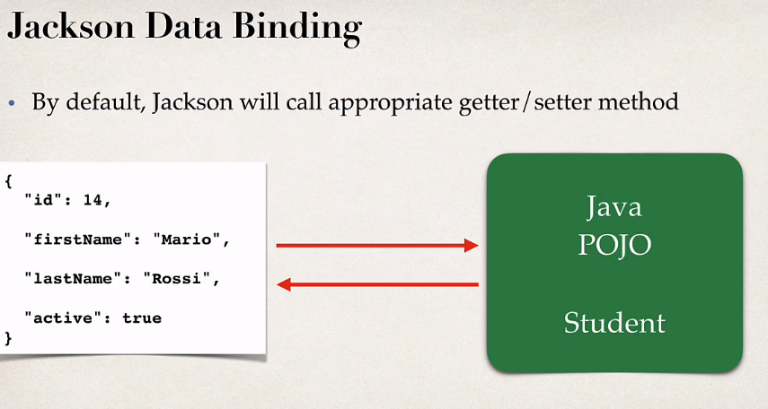 Jackson Data Binding
• By default, Jackson will call appropriate getter/setter method
{
"id": 14,
"firstName": "Mario",
"lastName": "Rossi",
"active": true
}
Java
POJO
Student